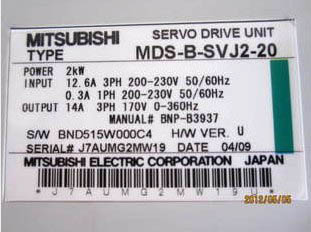 MITSUBISHI SERVO DRIVE UNIT
TYPE MDS-B-SVJ2-20
POWER 2kW
INPUT 12.6A 3PH 200-230V 50/60Hz
0.3A 1PH 200-230V 50/60Hz
OUTPUT 14A 3PH 170V 0-360Hz
MANUAL# BNP-B3937
S/W BND515W000C4 H/W VER. U
SERIAL# J7AUMG2MW19 DATE 04/09
MITSUBISHI ELECTRIC CORPORATION JAPAN
*J7AUMG2MW19U*
2012/06/05